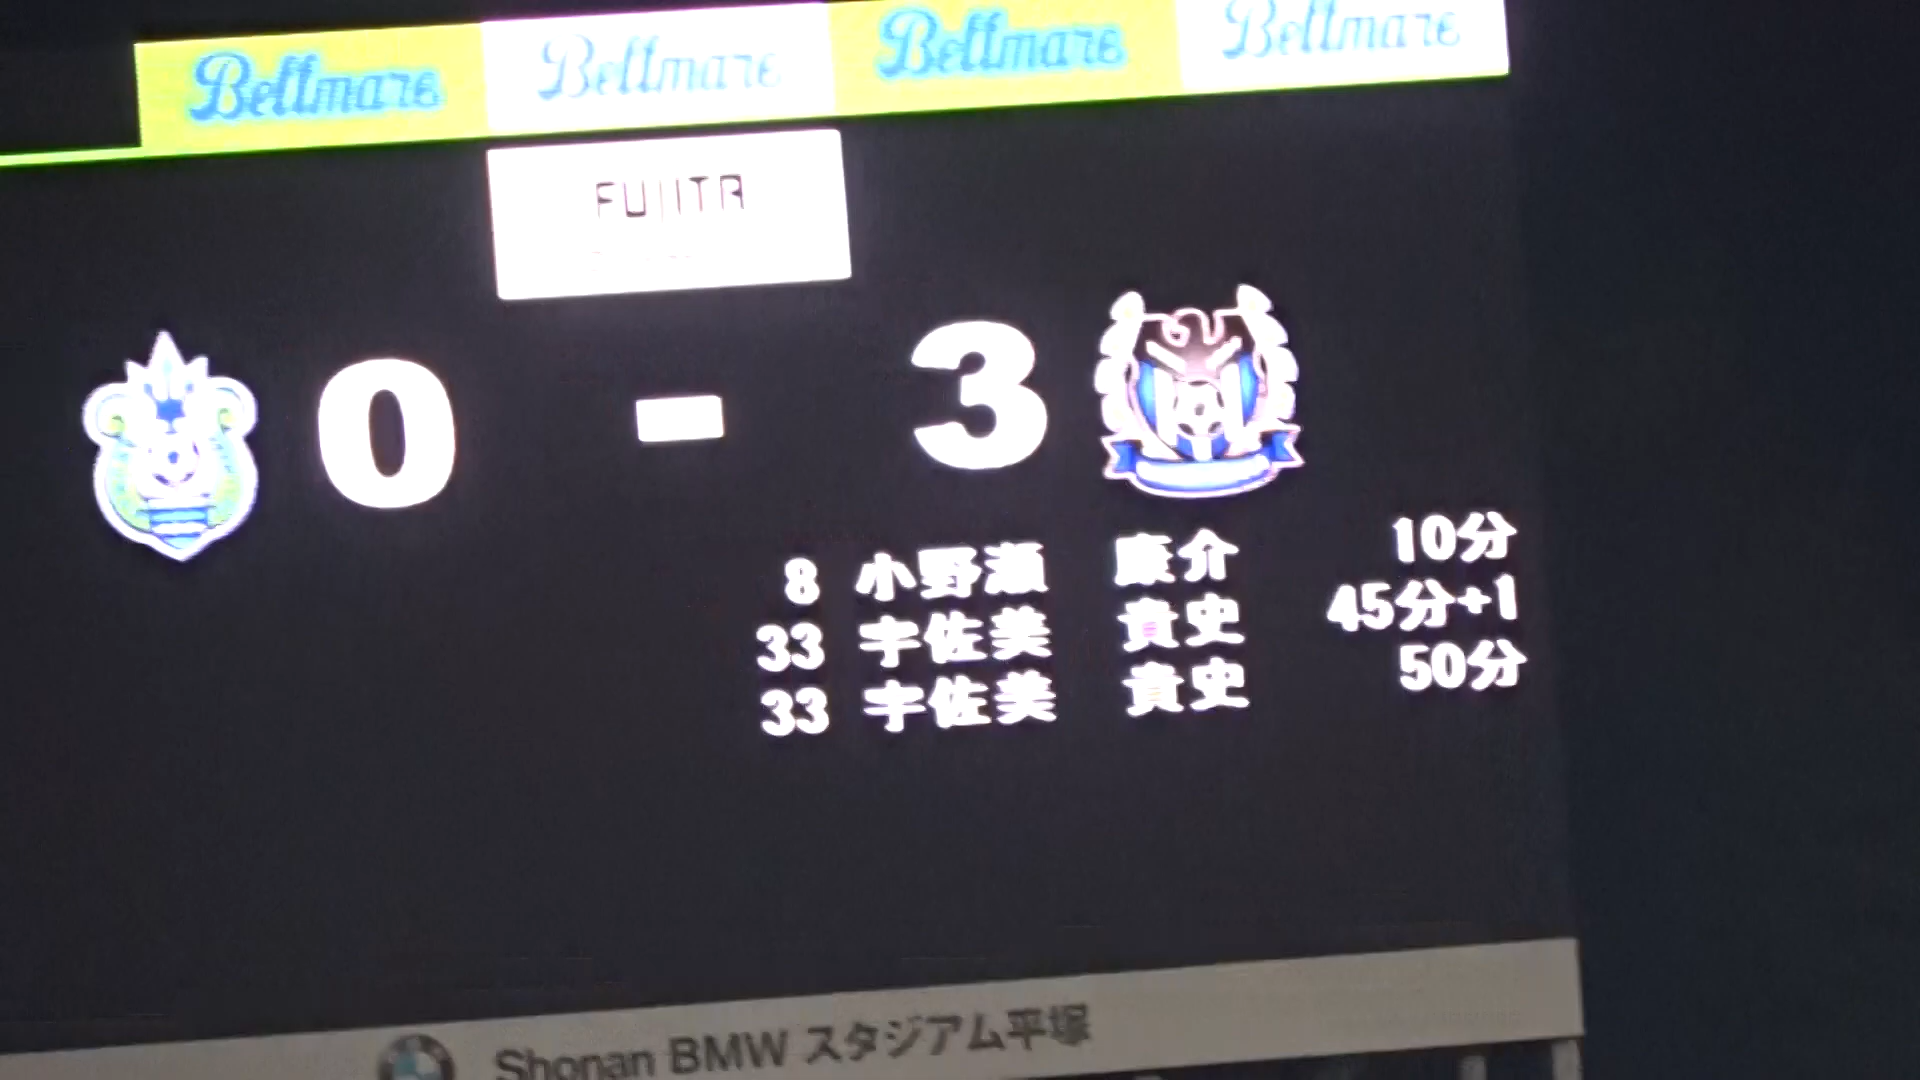 Bellmare Bellmare Bellmare Bellmare
FUJITA
0 - 3
8 小野瀬 康介 10分
33 宇佐美 貴史 45分+1
33 宇佐美 貴史 50分
Shonan BMW スタジアム平塚